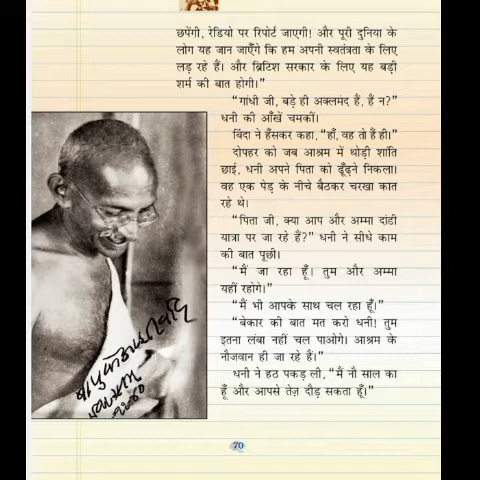 छपेंगी, रेडियो पर रिपोर्ट जाएगी! और पूरी दुनिया के
लोग यह जान जाएँगे कि हम अपनी स्वतंत्रता के लिए
लड़ रहे हैं। और ब्रिटिश सरकार के लिए यह बड़ी
शर्म की बात होगी।”
“गांधी जी, बड़े ही अक्लमंद हैं, हैं न?”
धनी की आँखें चमकीं।
बिंदा ने हँसकर कहा, “हाँ, वह तो हैं ही।”
दोपहर को जब आश्रम में थोड़ी शांति
छाई, धनी अपने पिता को ढूँढ़ने निकला।
वह एक पेड़ के नीचे बैठकर चरखा कात
रहे थे।
“पिता जी, क्या आप और अम्मा दांडी
यात्रा पर जा रहे हैं?” धनी ने सीधे काम
की बात पूछी।
“मैं जा रहा हूँ। तुम और अम्मा
यहीं रहोगे।”
“मैं भी आपके साथ चल रहा हूँ।”
“बेकार की बात मत करो धनी! तुम
इतना लंबा नहीं चल पाओगे। आश्रम के
नौजवान ही जा रहे हैं।”
धनी ने हठ पकड़ ली, “मैं नौ साल का
हूँ और आपसे तेज़ दौड़ सकता हूँ।”
70